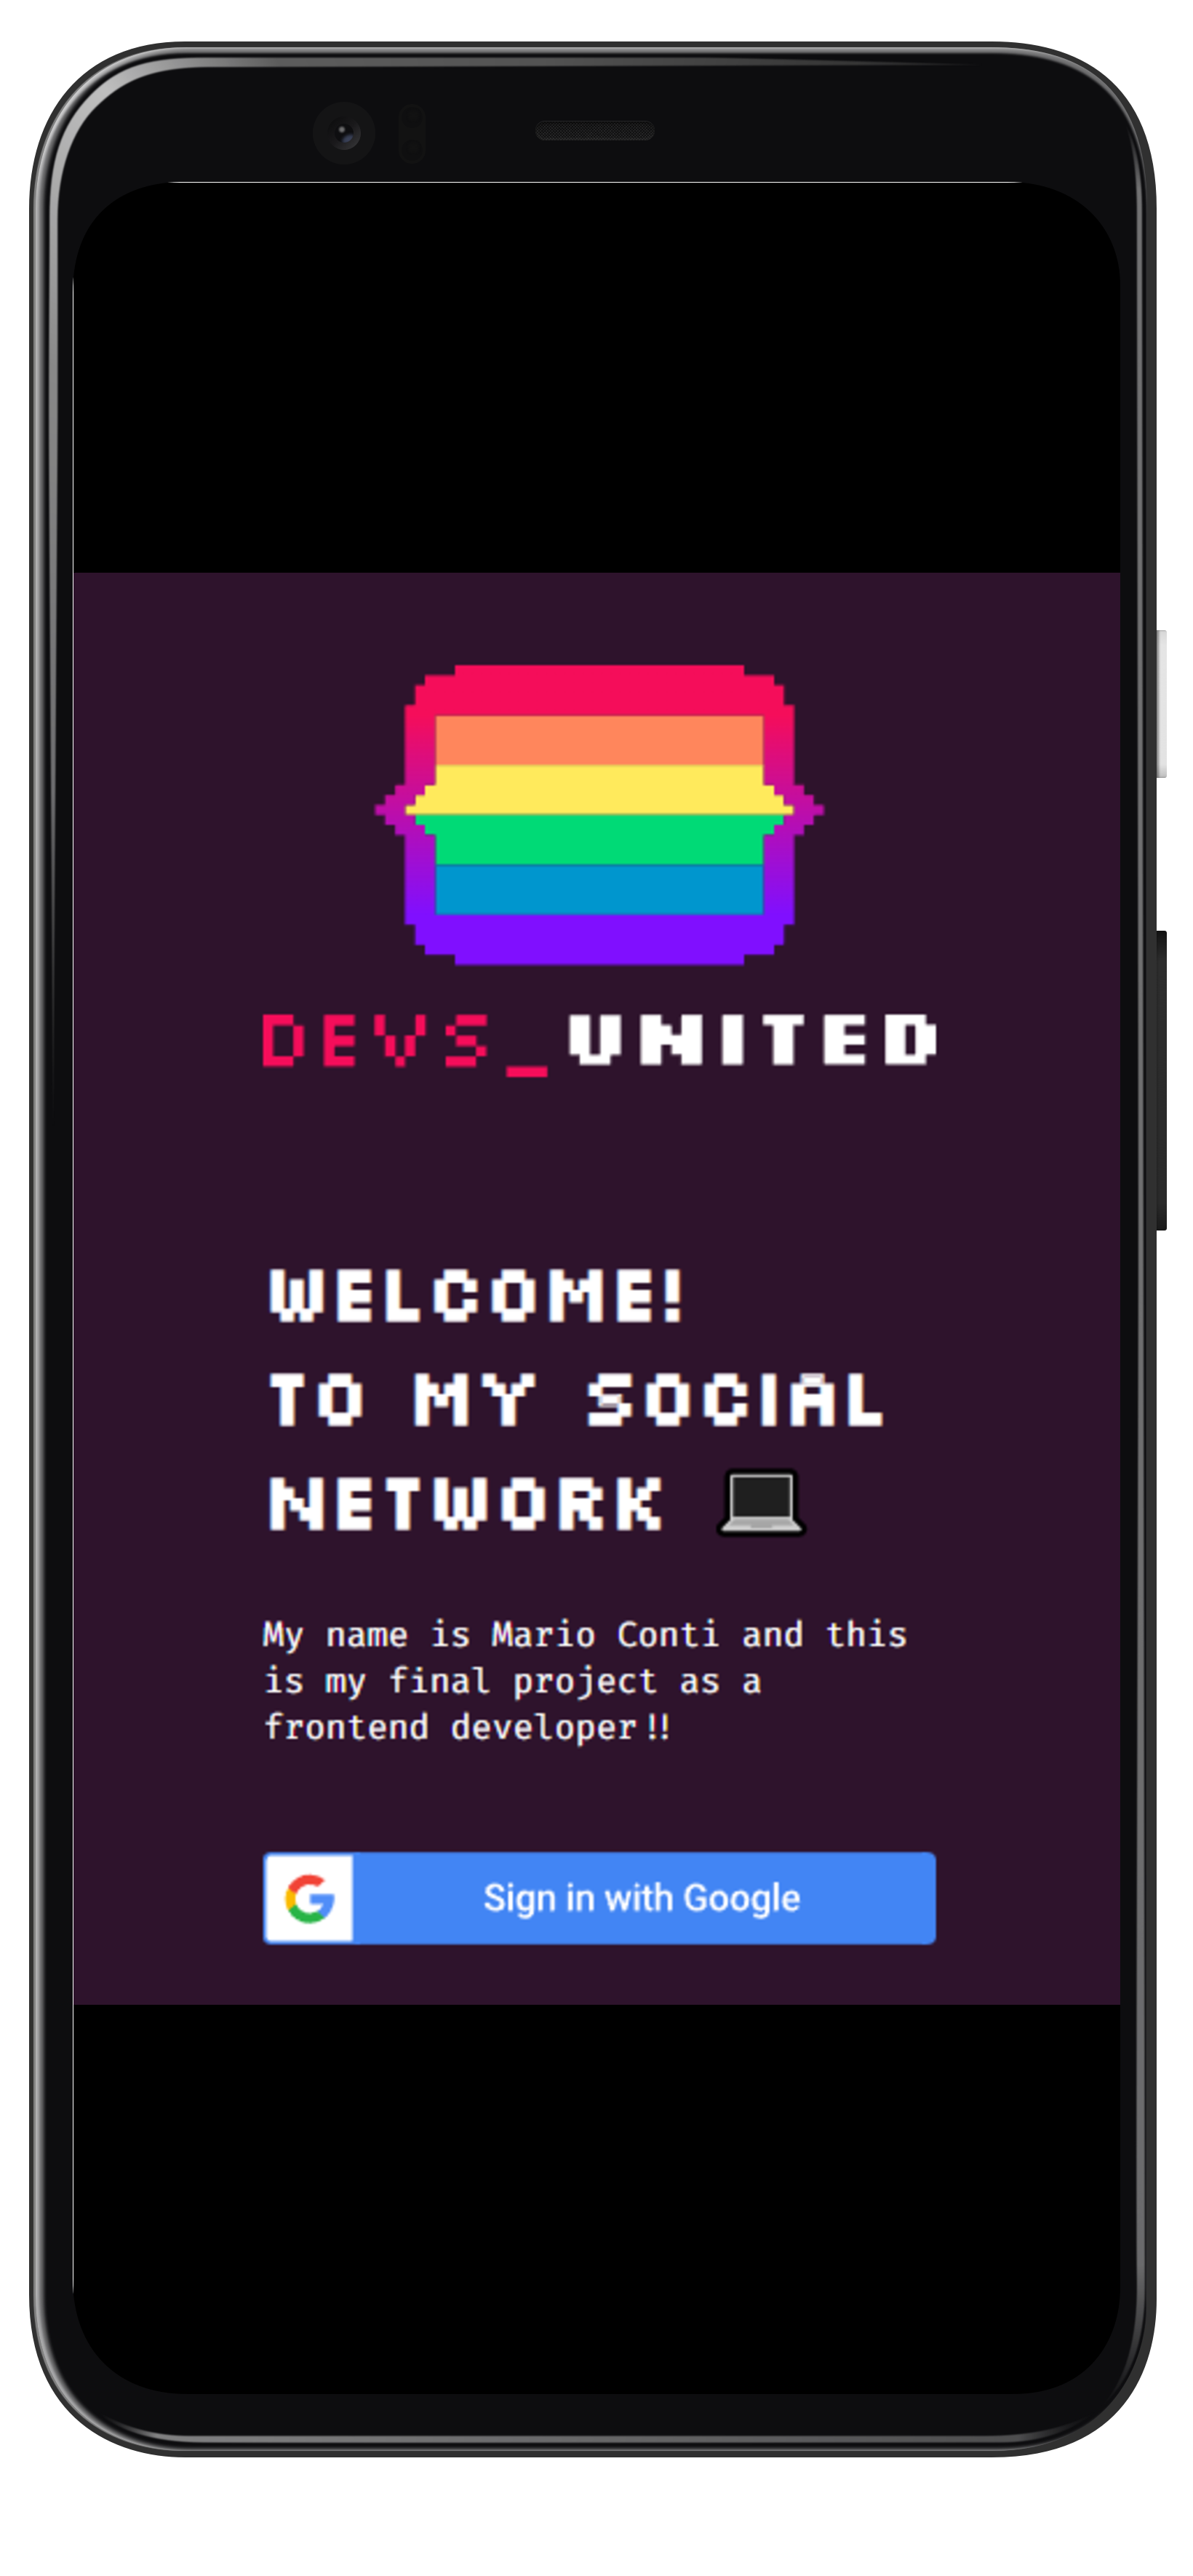 DEVS_UNITED
WELCOME!
TO MY SOCIAL
NETWORK 💻
My name is Mario Conti and this
is my final project as a
frontend developer!!
G Sign in with Google